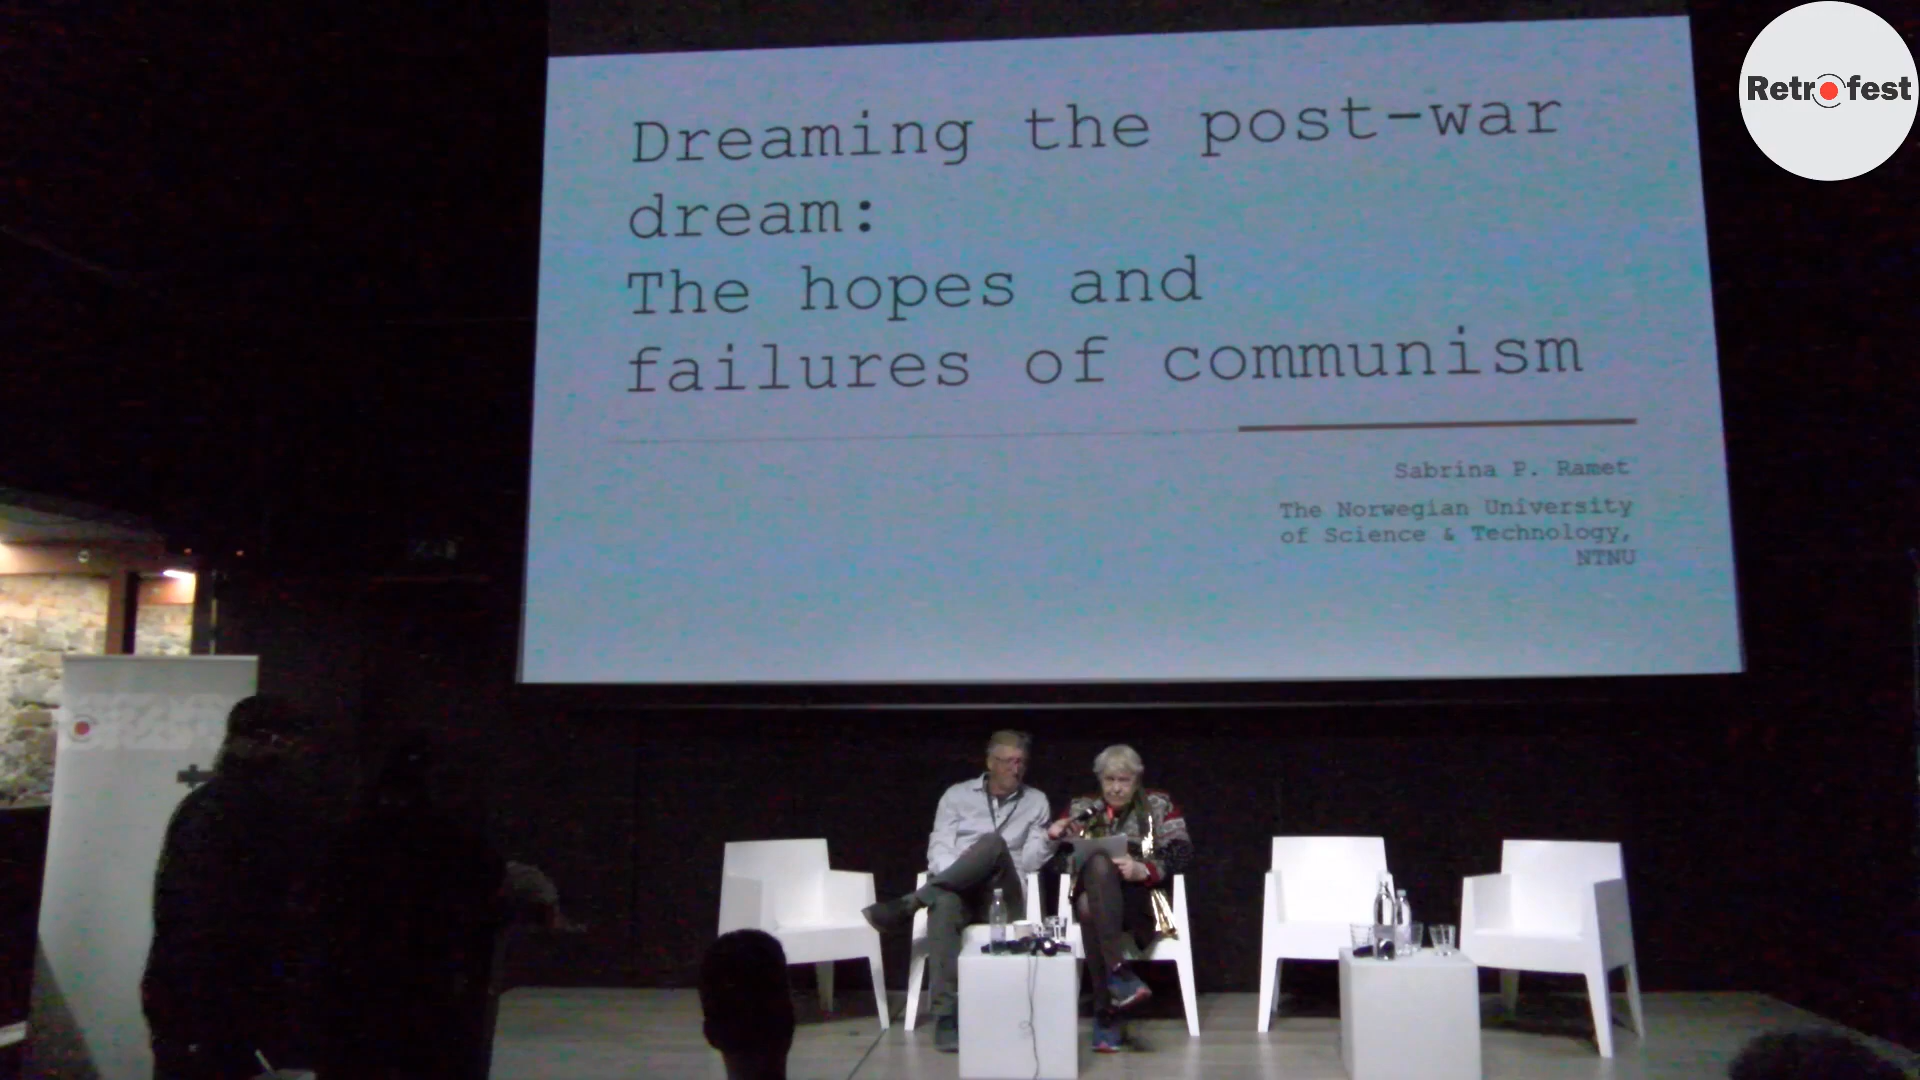 Retrofest
Dreaming the post-war
dream:
The hopes and
failures of communism
Sabrina P. Ramet
The Norwegian University
of Science & Technology,
NTNU